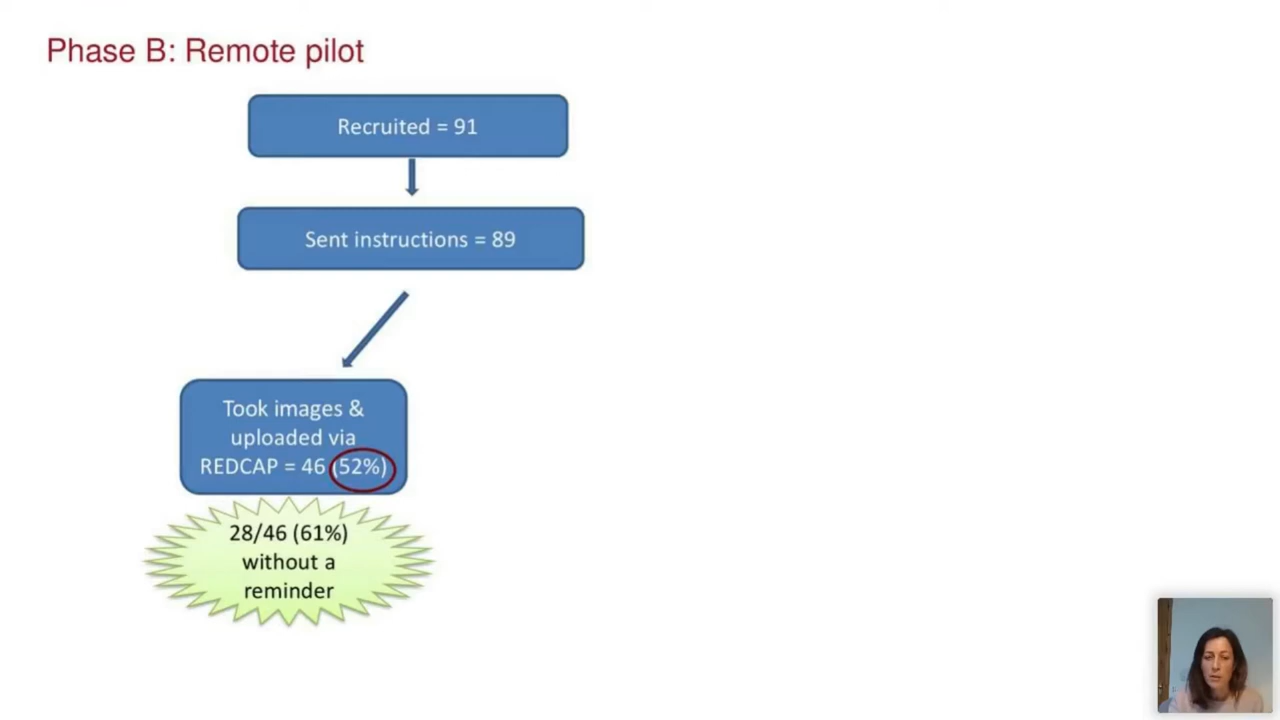 Phase B: Remote pilot
Recruited = 91
Sent instructions = 89
Took images &
uploaded via
REDCAP = 46 (52%)
28/46 (61%)
without a
reminder